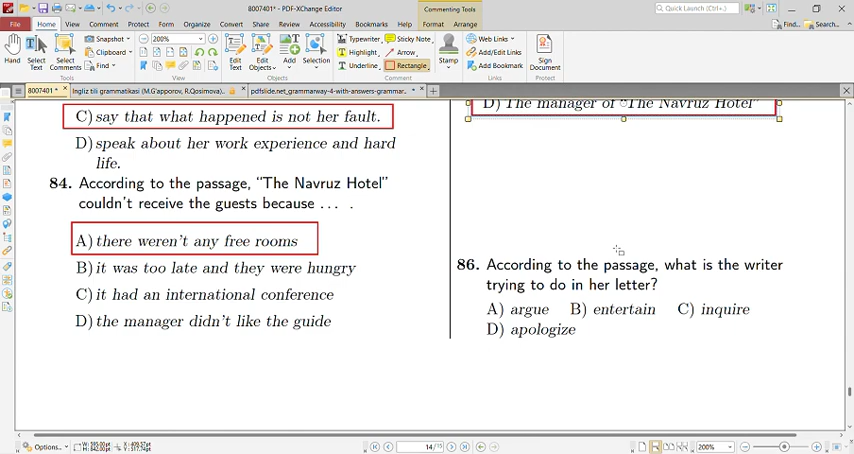 8007401* - PDF-XChange Editor
Commenting Tools
File Home View Comment Protect Form Organize Convert Share Review Accessibility Bookmarks Help Format Arrange
Quick Launch (Ctrl+.)
Find... Search...
Hand
Select Text
Select Comments
Snapshot
Clipboard
Find
Tools
200%
View
Edit Text
Edit Objects
Add
Selection
Objects
Typewriter
Highlight
Underline
Sticky Note
Arrow
Rectangle
Stamp
Comment
Web Links
Add/Edit Links
Add Bookmark
Links
Sign Document
Protect
8007401 *
Ingliz tili grammatikasi (M.G'apporov, R.Qosimova)
pdfslide.net_grammarway-4-with-answers-grammar..
C) say that what happened is not her fault.
D) speak about her work experience and hard
life.
84. According to the passage, “The Navruz Hotel”
couldn’t receive the guests because ... .
A) there weren’t any free rooms
B) it was too late and they were hungry
C) it had an international conference
D) the manager didn’t like the guide
D) The manager of “The Navruz Hotel”
86. According to the passage, what is the writer
trying to do in her letter?
A) argue B) entertain C) inquire
D) apologize
Options...
14/15
200%